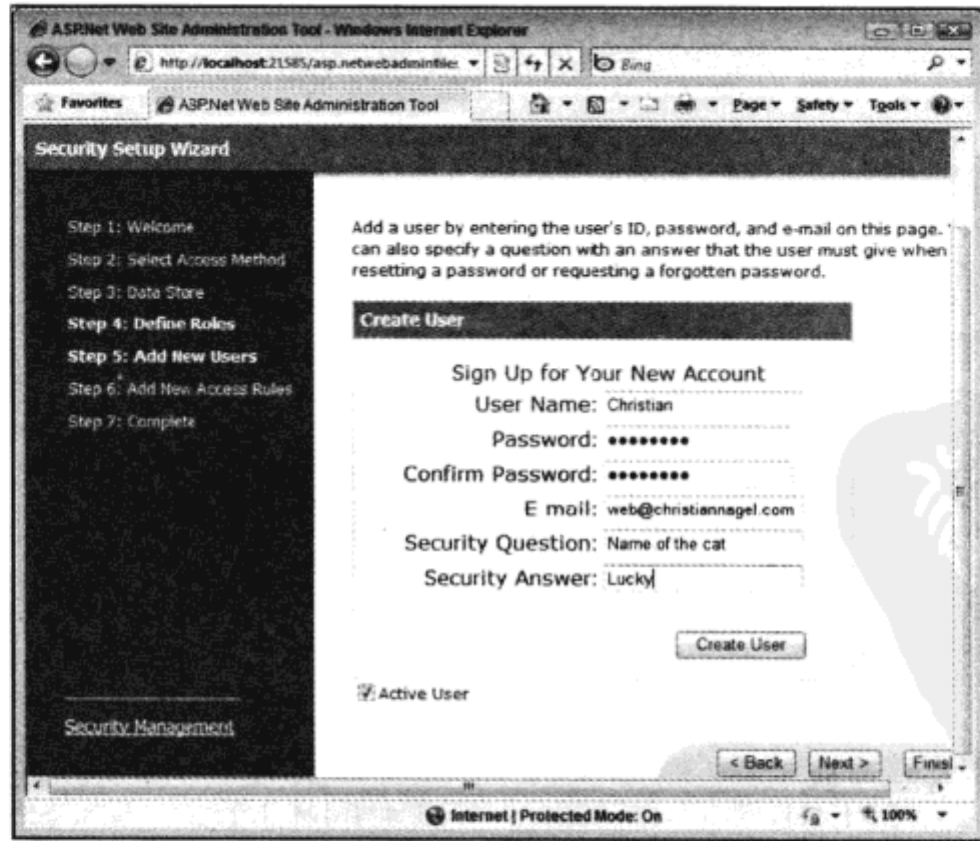 ASP.Net Web Site Administration Tool - Windows Internet Explorer
http://localhost:21585/asp.netwebadminfiles
Bing
Favorites
ASP.Net Web Site Administration Tool
Page
Safety
Tools
Security Setup Wizard
Step 1: Welcome
Step 2: Select Access Method
Step 3: Data Store
Step 4: Define Roles
Step 5: Add New Users
Step 6: Add New Access Rules
Step 7: Complete
Security Management
Add a user by entering the user's ID, password, and e-mail on this page.
can also specify a question with an answer that the user must give when
resetting a password or requesting a forgotten password.
Create User
Sign Up for Your New Account
User Name: Christian
Password: ●●●●●●●●
Confirm Password: ●●●●●●●●
E mail: web@christiannagel.com
Security Question: Name of the cat
Security Answer: Lucky
Create User
Active User
< Back
Next >
Finis
Internet | Protected Mode: On
100%